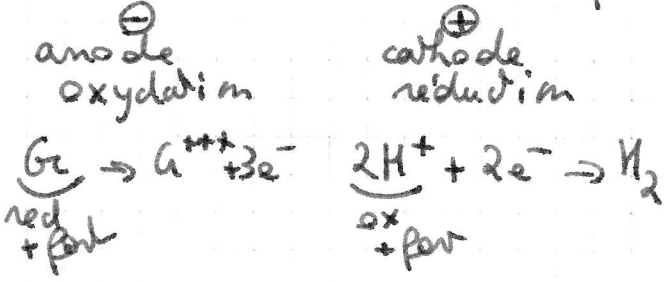 ⊖
anode
oxydation
Cr → Cr+++ + 3e-
red
+ fort
⊕
cathode
réduction
2H+ + 2e- → H2
ox
+ fort